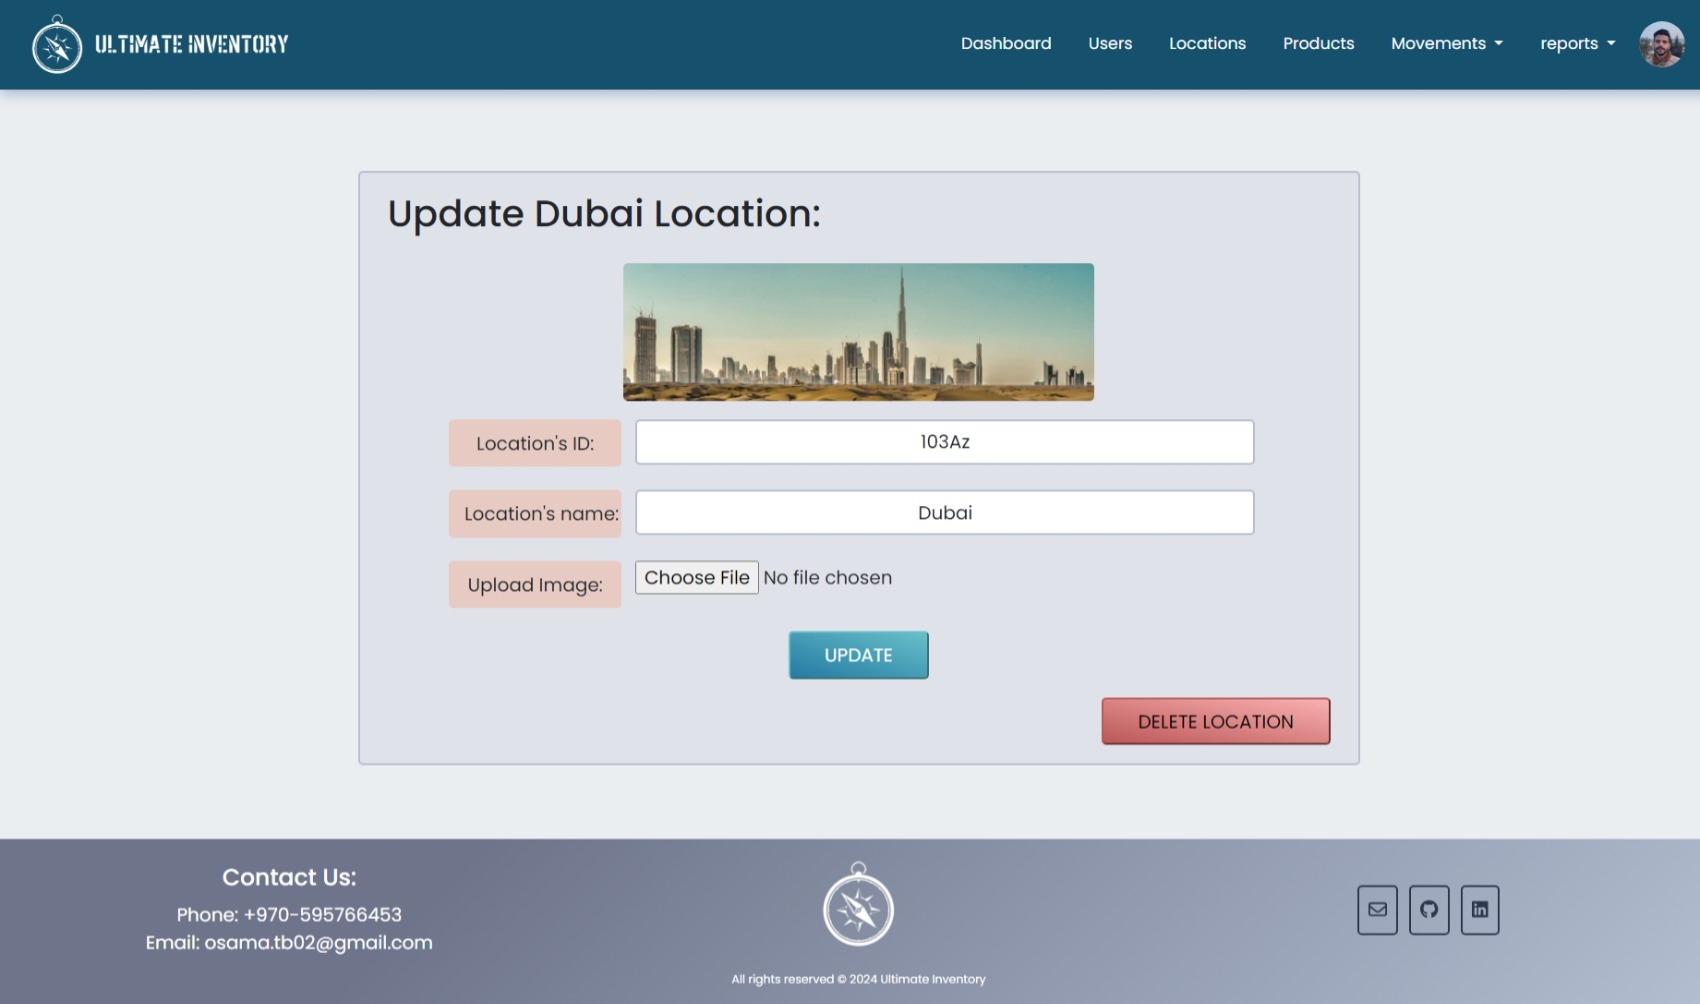 ULTIMATE INVENTORY
Dashboard Users Locations Products Movements reports
Update Dubai Location:
Location's ID: 103Az
Location's name: Dubai
Upload Image: Choose File No file chosen
UPDATE
DELETE LOCATION
Contact Us:
Phone: +970-595766453
Email: osama.tb02@gmail.com
All rights reserved © 2024 Ultimate Inventory